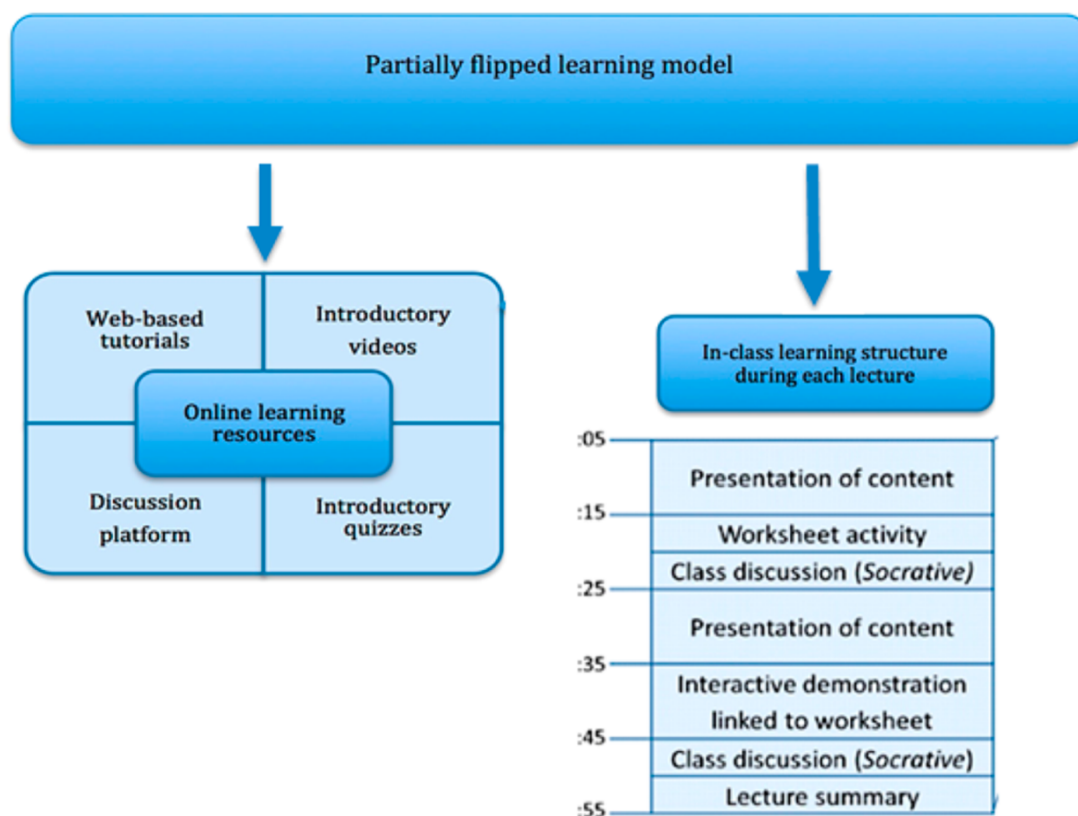 Partially flipped learning model
Web-based
tutorials
Introductory
videos
Online learning
resources
Discussion
platform
Introductory
quizzes
In-class learning structure
during each lecture
:05
Presentation of content
:15
Worksheet activity
Class discussion (Socrative)
:25
Presentation of content
:35
Interactive demonstration
linked to worksheet
:45
Class discussion (Socrative)
Lecture summary
:55